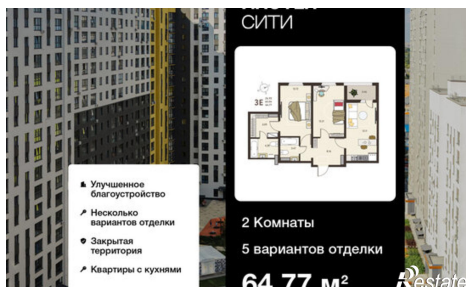 СИТИ
3Е
Улучшенное
благоустройство
Несколько
вариантов отделки
Закрытая
территория
Квартиры с кухнями
2 Комнаты
5 вариантов отделки
64.77 м²
Restate